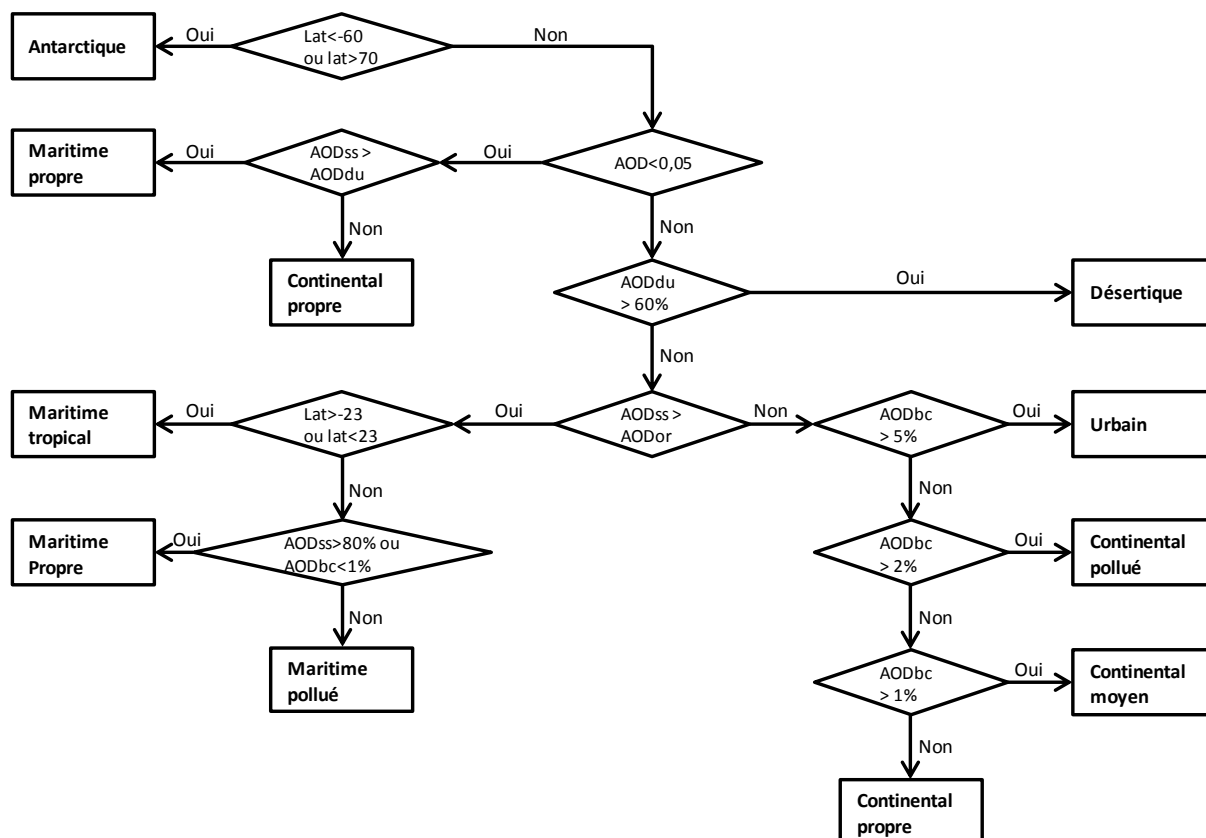 Antarctique
Oui
Lat<-60
ou lat>70
Non
Maritime
propre
Oui
AODss >
AODdu
Oui
AOD<0,05
Non
Non
Continental
propre
AODdu
> 60%
Oui
Désertique
Non
Maritime
tropical
Oui
Lat>-23
ou lat<23
Oui
AODss >
AODor
Non
AODbc
> 5%
Oui
Urbain
Non
Non
Maritime
Propre
Oui
AODss>80% ou
AODbc<1%
AODbc
> 2%
Oui
Continental
pollué
Non
Non
Maritime
pollué
AODbc
> 1%
Oui
Continental
moyen
Non
Continental
propre